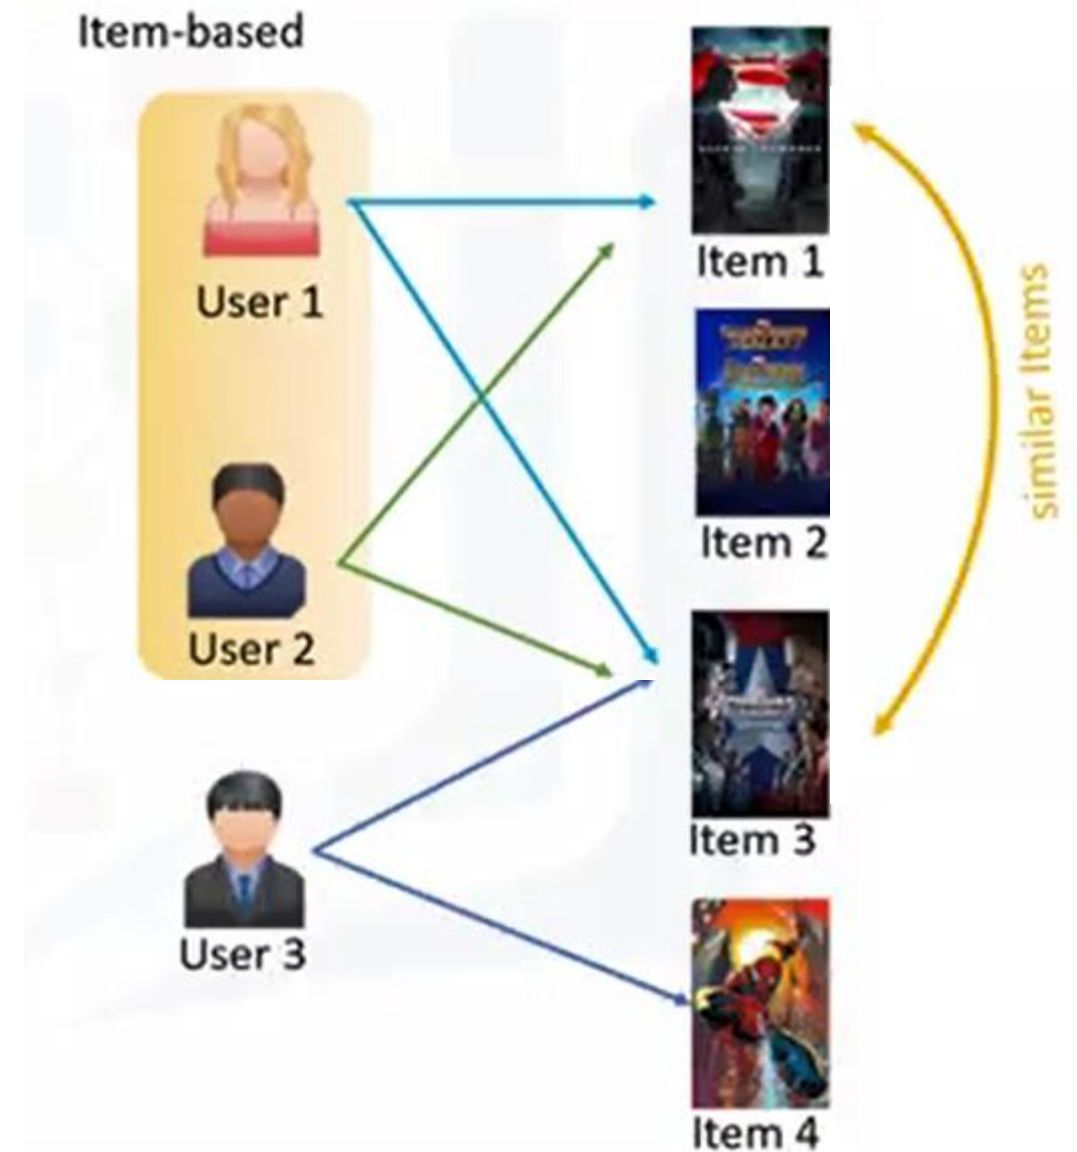 Item-based
User 1
User 2
User 3
Item 1
Item 2
Item 3
Item 4
similar Items